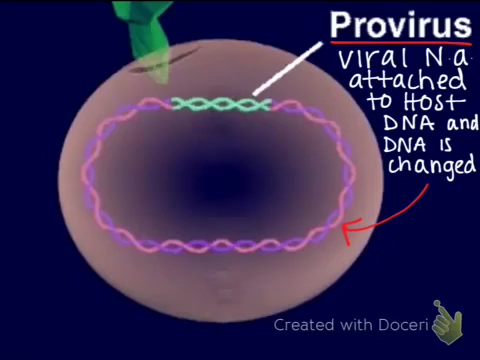 Provirus
Viral N.a
attached
to Host
DNA and
DNA is
changed
Created with Doceri